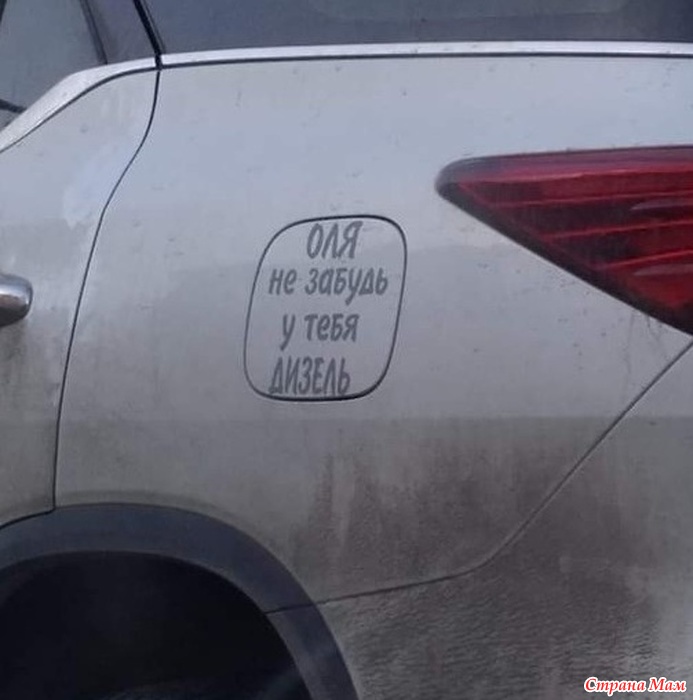 ОЛЯ
не забудь
у тебя
ДИЗЕЛЬ
Страна Мам